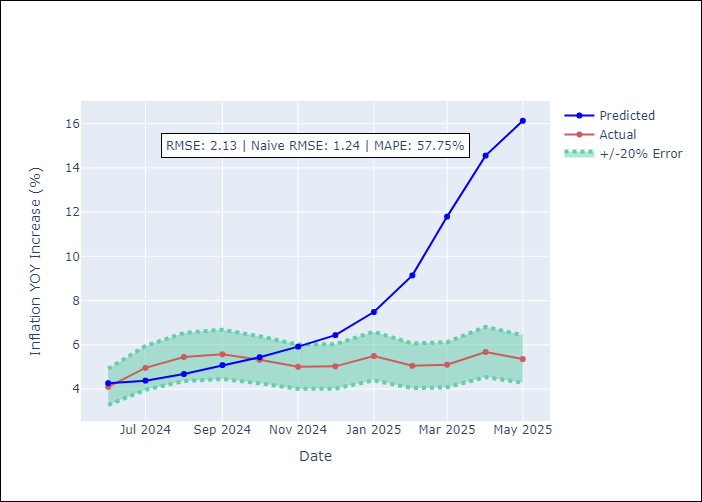 RMSE: 2.13 | Naive RMSE: 1.24 | MAPE: 57.75%
Predicted
Actual
+/-20% Error
Inflation YOY Increase (%)
16
14
12
10
8
6
4
Jul 2024
Sep 2024
Nov 2024
Jan 2025
Mar 2025
May 2025
Date